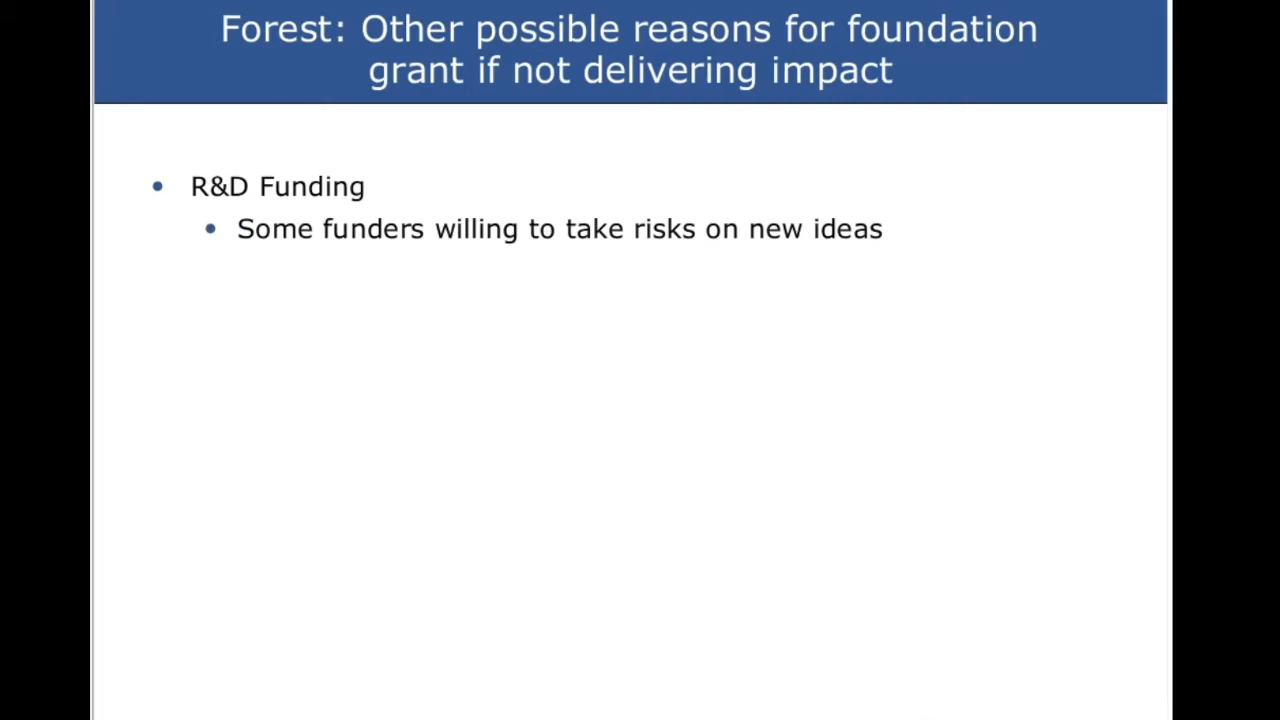 Forest: Other possible reasons for foundation
grant if not delivering impact
• R&D Funding
• Some funders willing to take risks on new ideas